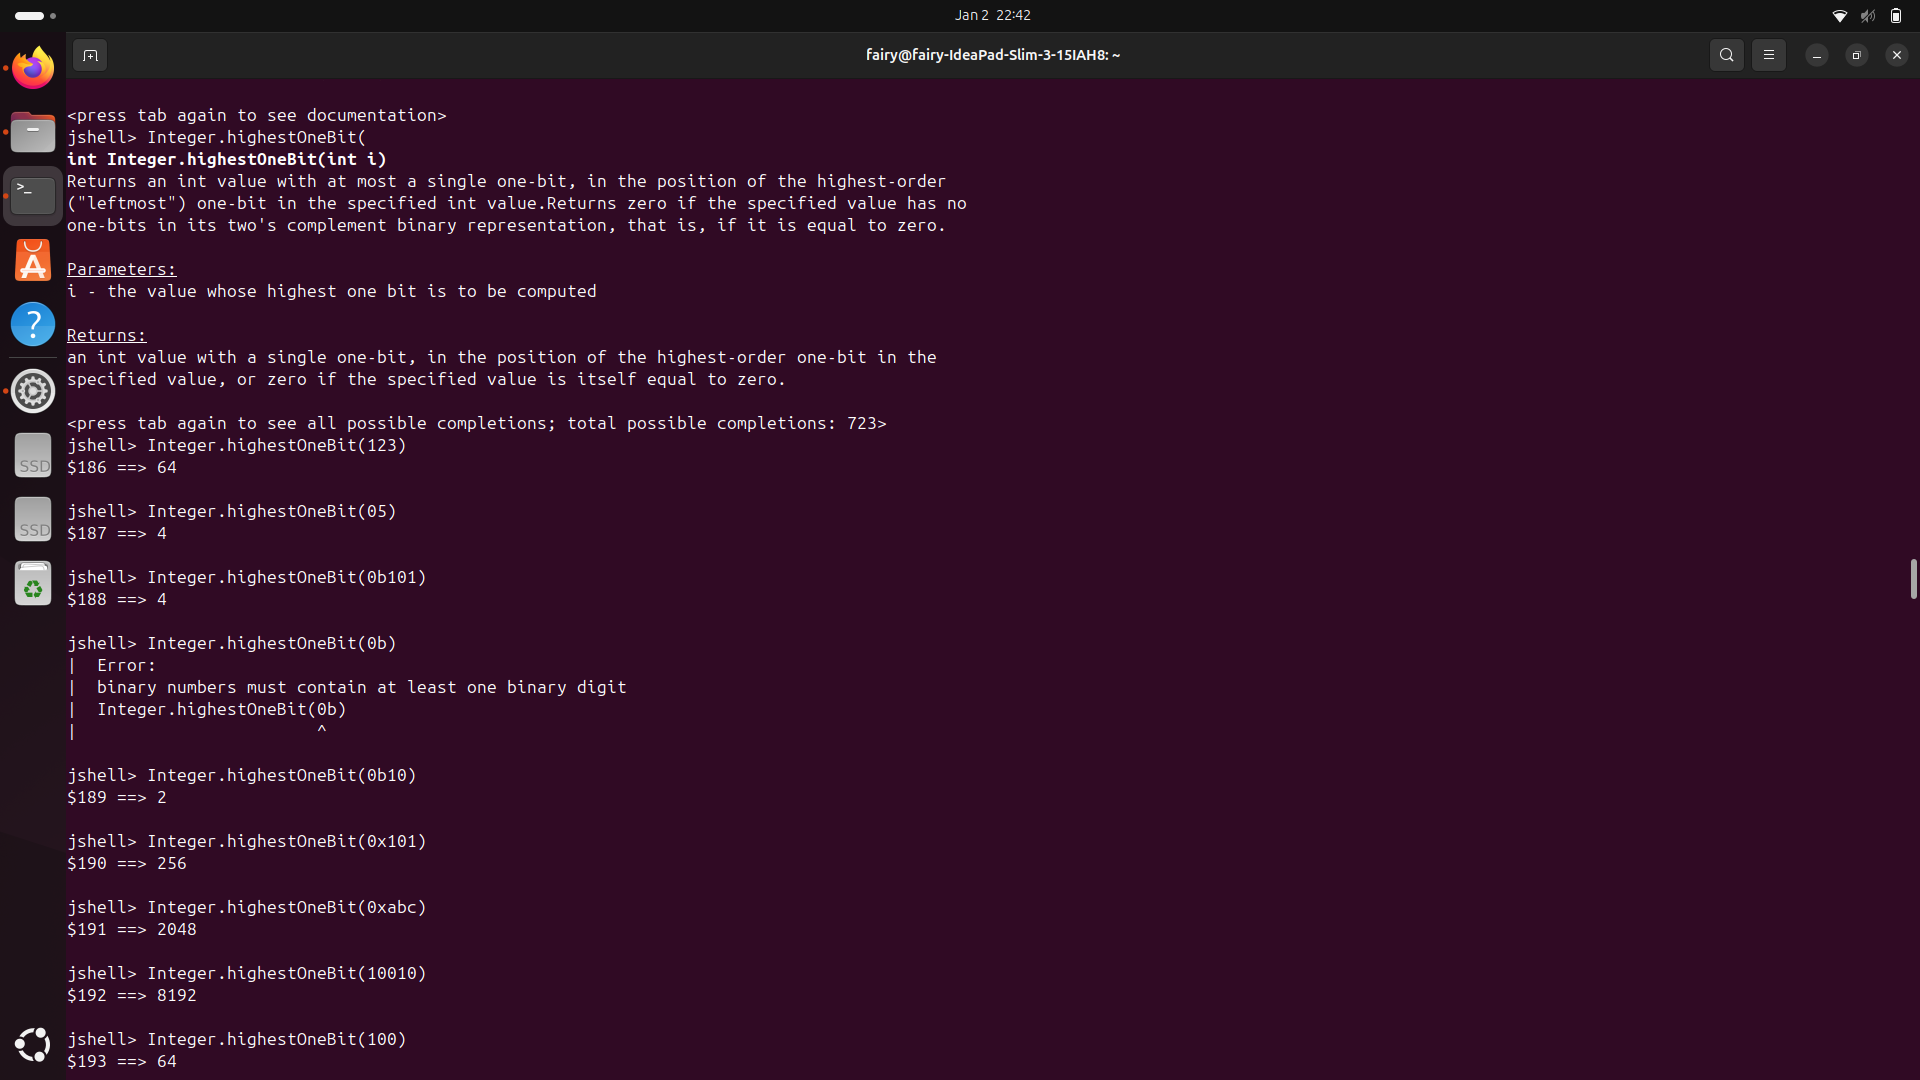 Jan 2 22:42
fairy@fairy-IdeaPad-Slim-3-15IAH8: ~
<press tab again to see documentation>
jshell> Integer.highestOneBit(
int Integer.highestOneBit(int i)
Returns an int value with at most a single one-bit, in the position of the highest-order
("leftmost") one-bit in the specified int value.Returns zero if the specified value has no
one-bits in its two's complement binary representation, that is, if it is equal to zero.
Parameters:
i - the value whose highest one bit is to be computed
Returns:
an int value with a single one-bit, in the position of the highest-order one-bit in the
specified value, or zero if the specified value is itself equal to zero.
<press tab again to see all possible completions; total possible completions: 723>
jshell> Integer.highestOneBit(123)
$186 ==> 64
jshell> Integer.highestOneBit(05)
$187 ==> 4
jshell> Integer.highestOneBit(0b101)
$188 ==> 4
jshell> Integer.highestOneBit(0b)
|  Error:
|  binary numbers must contain at least one binary digit
|  Integer.highestOneBit(0b)
|                        ^
jshell> Integer.highestOneBit(0b10)
$189 ==> 2
jshell> Integer.highestOneBit(0x101)
$190 ==> 256
jshell> Integer.highestOneBit(0xabc)
$191 ==> 2048
jshell> Integer.highestOneBit(10010)
$192 ==> 8192
jshell> Integer.highestOneBit(100)
$193 ==> 64
>_
?
SSD
SSD